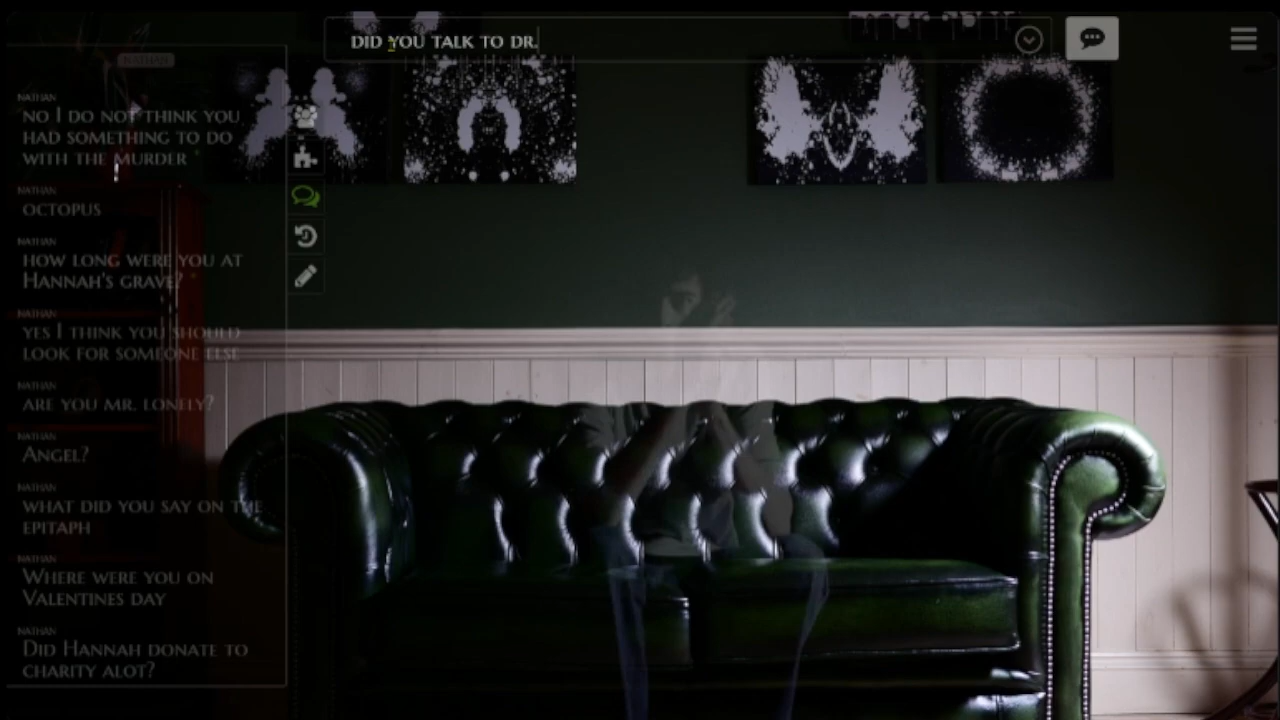 DID YOU TALK TO DR.
NATHAN
NATHAN
NO I DO NOT THINK YOU
HAD SOMETHING TO DO
WITH THE MURDER
NATHAN
OCTOPUS
NATHAN
HOW LONG WERE YOU AT
HANNAH'S GRAVE?
NATHAN
YES I THINK YOU SHOULD
LOOK FOR SOMEONE ELSE
NATHAN
ARE YOU MR. LONELY?
NATHAN
ANGEL?
NATHAN
WHAT DID YOU SAY ON THE
EPITAPH
NATHAN
WHERE WERE YOU ON
VALENTINES DAY
NATHAN
DID HANNAH DONATE TO
CHARITY ALOT?